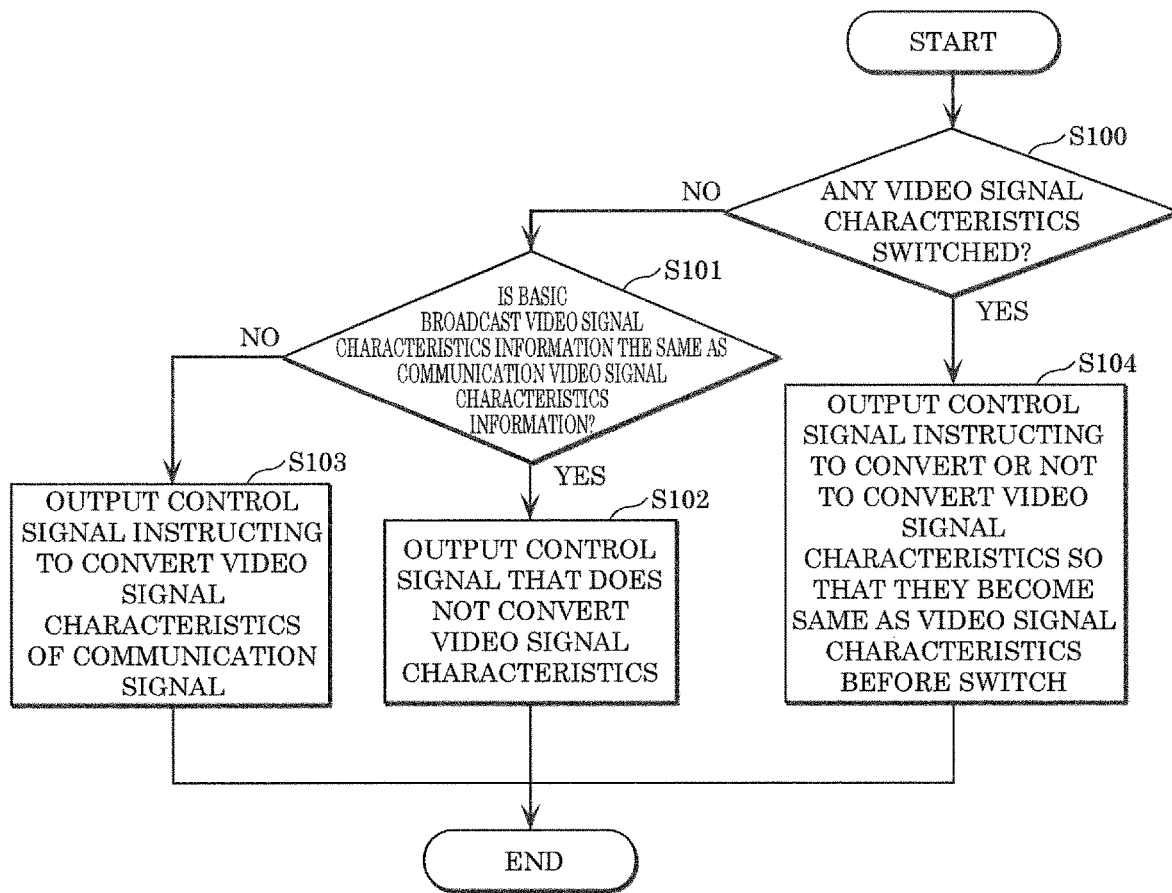 START
S100
ANY VIDEO SIGNAL
CHARACTERISTICS
SWITCHED?
NO
YES
S101
IS BASIC
BROADCAST VIDEO SIGNAL
CHARACTERISTICS INFORMATION THE SAME AS
COMMUNICATION VIDEO SIGNAL
CHARACTERISTICS
INFORMATION?
NO
YES
S103
OUTPUT CONTROL
SIGNAL INSTRUCTING
TO CONVERT VIDEO
SIGNAL
CHARACTERISTICS
OF COMMUNICATION
SIGNAL
S102
OUTPUT CONTROL
SIGNAL THAT DOES
NOT CONVERT
VIDEO SIGNAL
CHARACTERISTICS
S104
OUTPUT CONTROL
SIGNAL INSTRUCTING
TO CONVERT OR NOT
TO CONVERT VIDEO
SIGNAL
CHARACTERISTICS SO
THAT THEY BECOME
SAME AS VIDEO SIGNAL
CHARACTERISTICS
BEFORE SWITCH
END